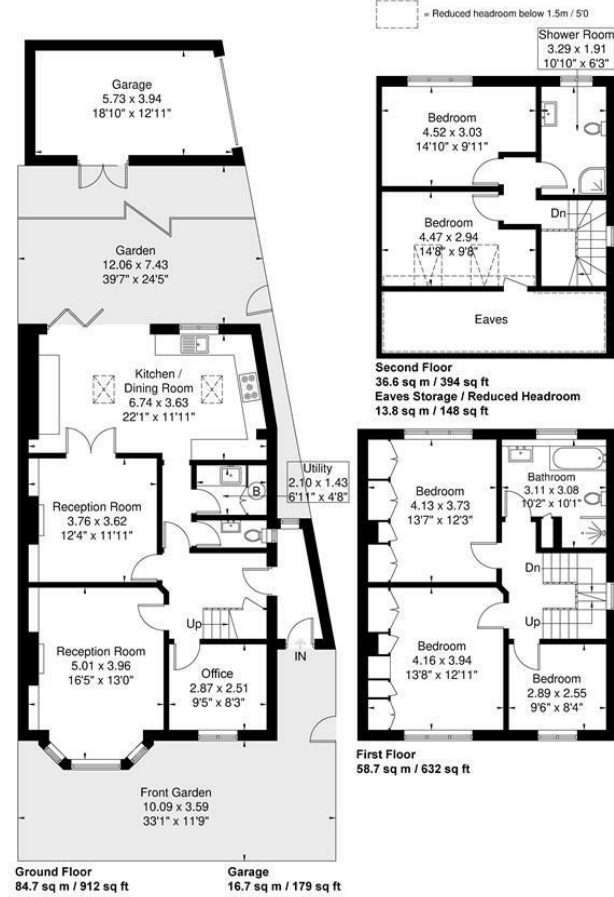 = Reduced headroom below 1.5m / 5'0
Garage
5.73 x 3.94
18'10" x 12'11"
Garden
12.06 x 7.43
39'7" x 24'5"
Kitchen /
Dining Room
6.74 x 3.63
22'1" x 11'11"
Utility
2.10 x 1.43
6'11" x 4'8"
B
Reception Room
3.76 x 3.62
12'4" x 11'11"
Up
Reception Room
5.01 x 3.96
16'5" x 13'0"
Office
2.87 x 2.51
9'5" x 8'3"
IN
Front Garden
10.09 x 3.59
33'1" x 11'9"
Ground Floor
84.7 sq m / 912 sq ft
Garage
16.7 sq m / 179 sq ft
Shower Room
3.29 x 1.91
10'10" x 6'3"
Bedroom
4.52 x 3.03
14'10" x 9'11"
Bedroom
4.47 x 2.94
14'8" x 9'8"
Dn
Eaves
Second Floor
36.6 sq m / 394 sq ft
Eaves Storage / Reduced Headroom
13.8 sq m / 148 sq ft
Bedroom
4.13 x 3.73
13'7" x 12'3"
Bathroom
3.11 x 3.08
10'2" x 10'1"
Dn
Up
Bedroom
4.16 x 3.94
13'8" x 12'11"
Bedroom
2.89 x 2.55
9'6" x 8'4"
First Floor
58.7 sq m / 632 sq ft